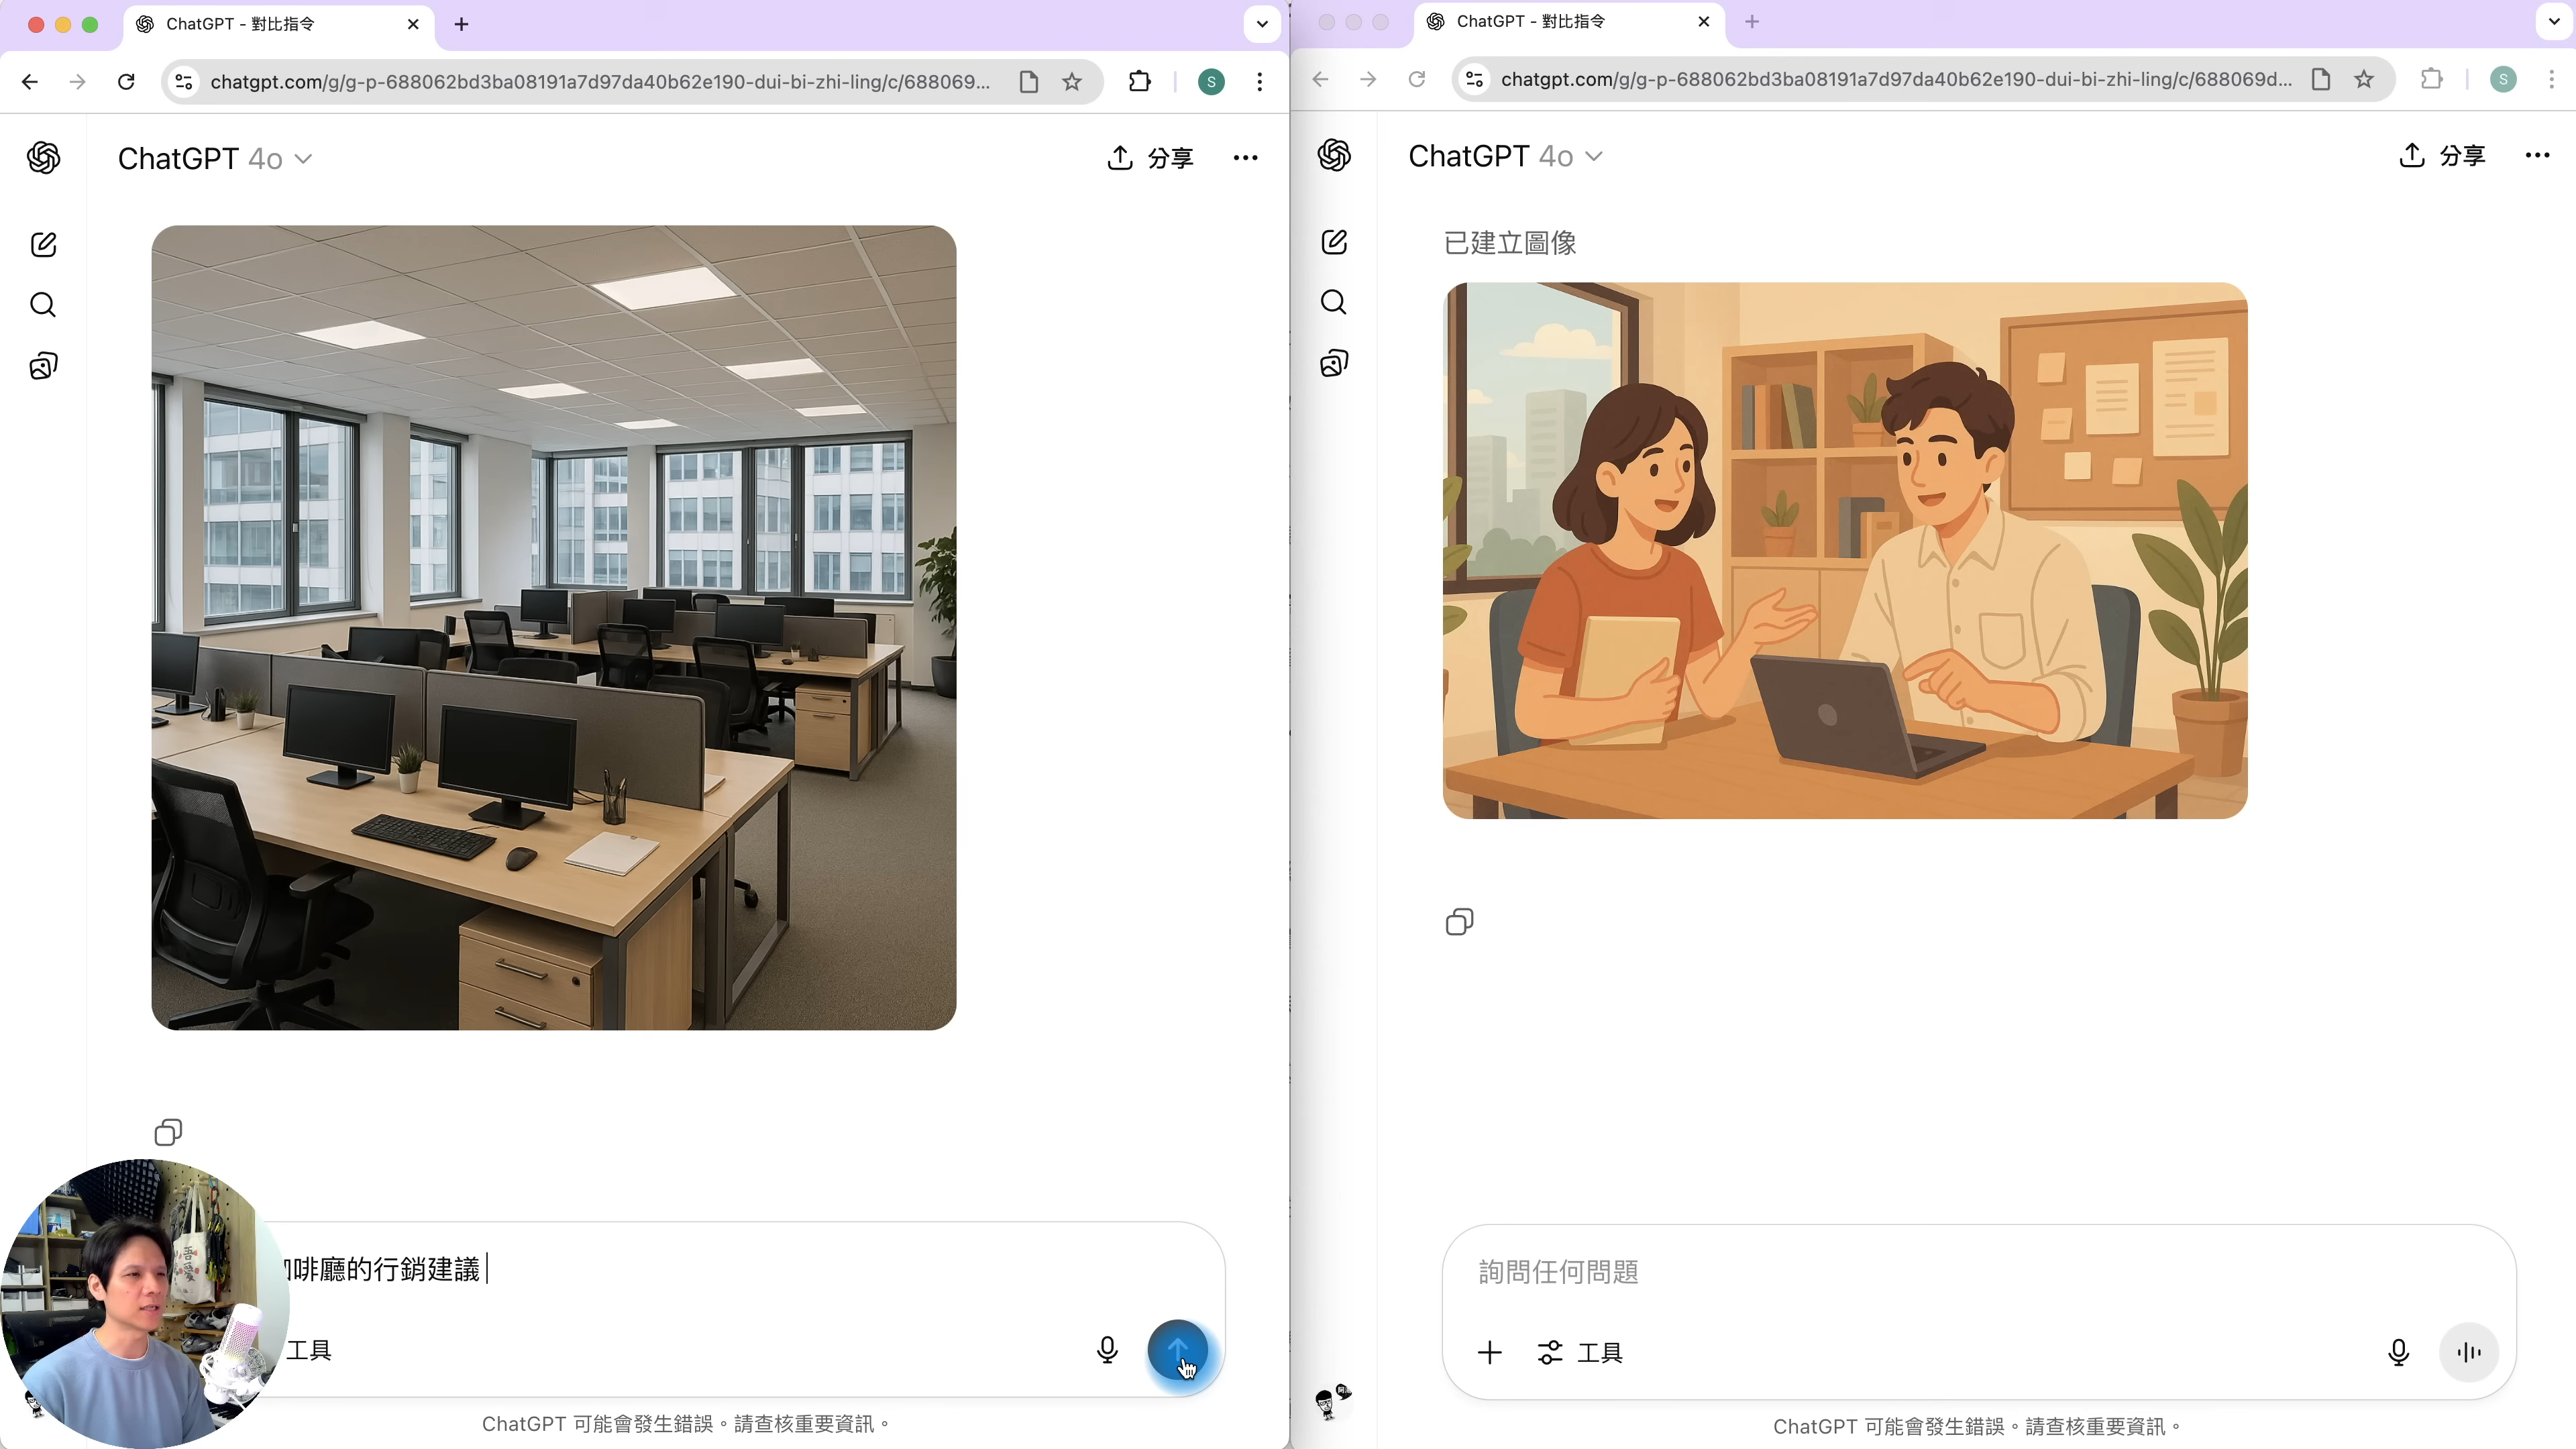 ChatGPT - 對比指令
chatgpt.com/g/g-p-688062bd3ba08191a7d97da40b62e190-dui-bi-zhi-ling/c/688069...
S
ChatGPT 4o
分享
啡廳的行銷建議
工具
ChatGPT 可能會發生錯誤。請查核重要資訊。
ChatGPT - 對比指令
chatgpt.com/g/g-p-688062bd3ba08191a7d97da40b62e190-dui-bi-zhi-ling/c/688069d...
S
ChatGPT 4o
分享
已建立圖像
詢問任何問題
工具
ChatGPT 可能會發生錯誤。請查核重要資訊。